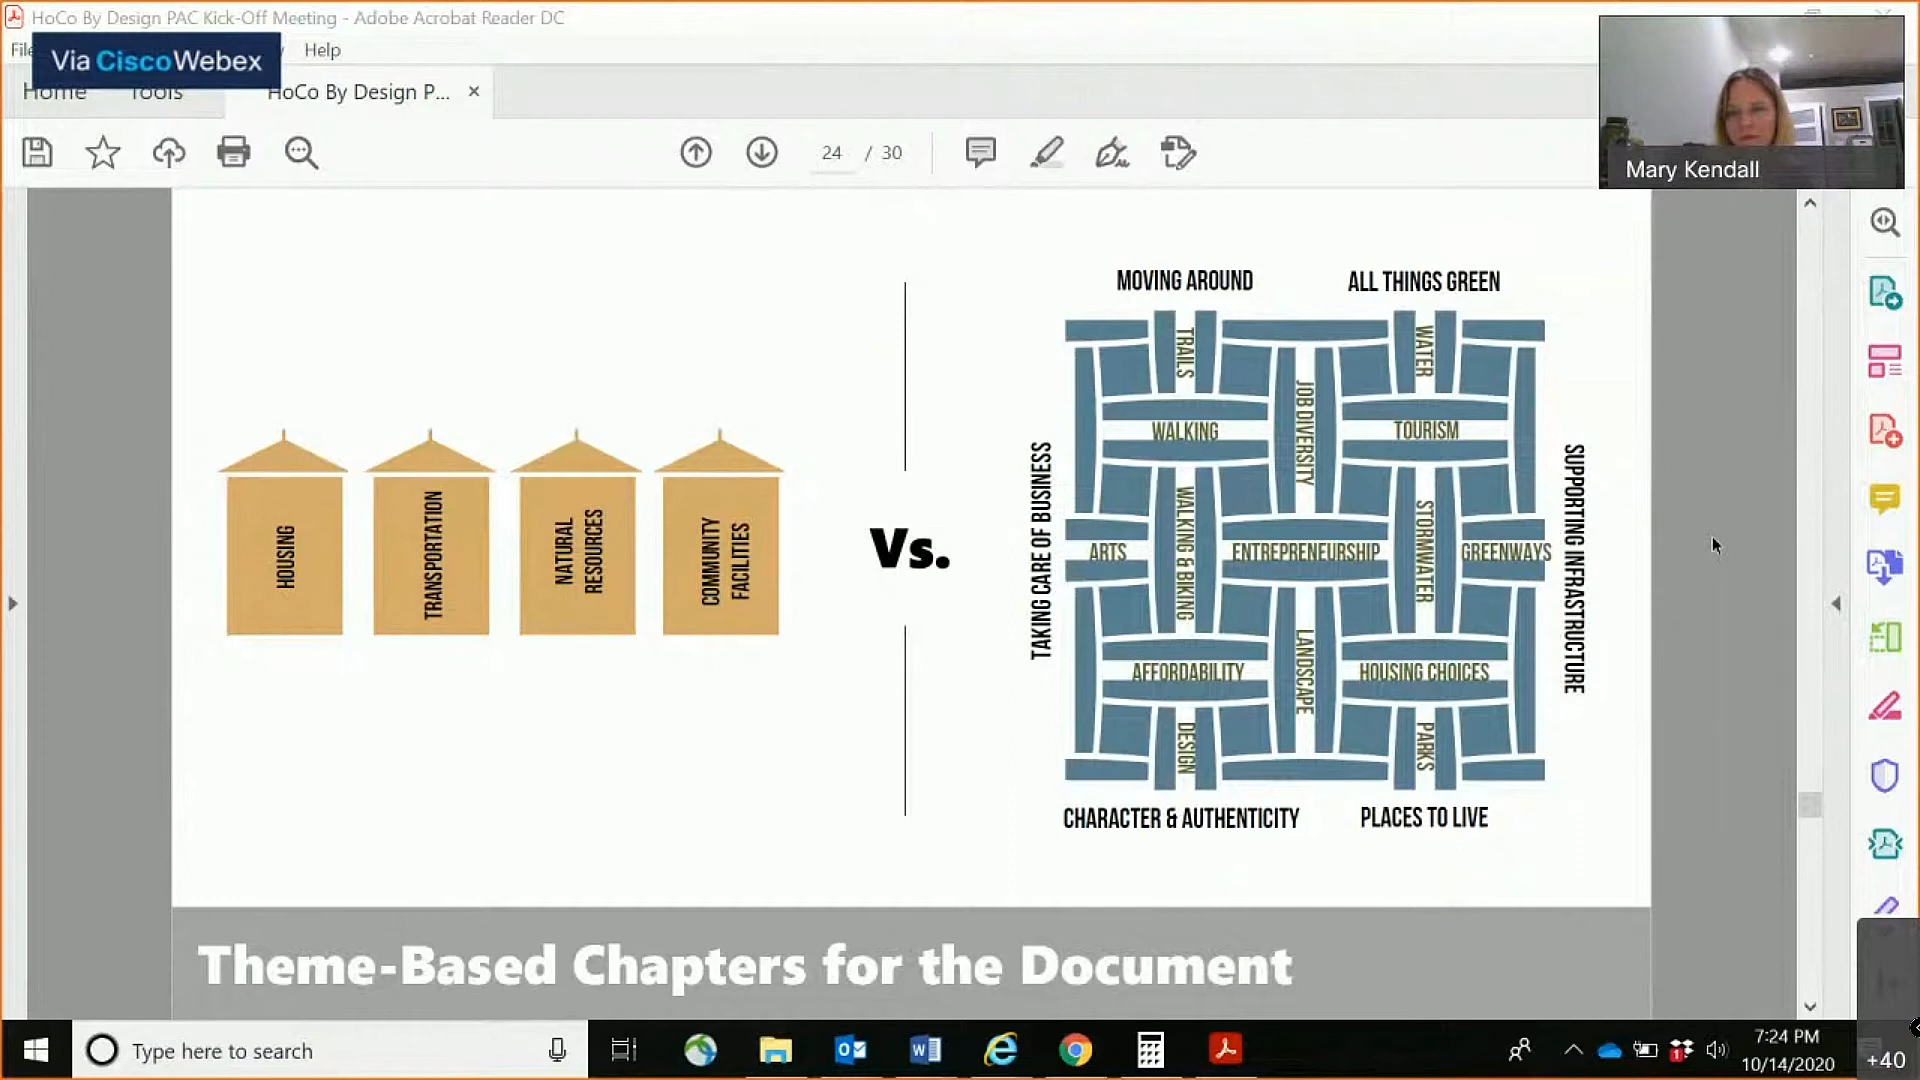 HoCo By Design PAC Kick-Off Meeting - Adobe Acrobat Reader DC
Help
Via CiscoWebex
Home
Tools
HoCo By Design P... ×
24 / 30
Mary Kendall
MOVING AROUND
ALL THINGS GREEN
TRAILS
WATER
JOB DIVERSITY
WALKING
TOURISM
TAKING CARE OF BUSINESS
SUPPORTING INFRASTRUCTURE
HOUSING
TRANSPORTATION
NATURAL
RESOURCES
COMMUNITY
FACILITIES
Vs.
WALKING & BIKING
STORMWATER
ARTS
ENTREPRENEURSHIP
GREENWAYS
AFFORDABILITY
LANDSCAPE
HOUSING CHOICES
DESIGN
PARKS
CHARACTER & AUTHENTICITY
PLACES TO LIVE
Theme-Based Chapters for the Document
Type here to search
7:24 PM
10/14/2020
+40